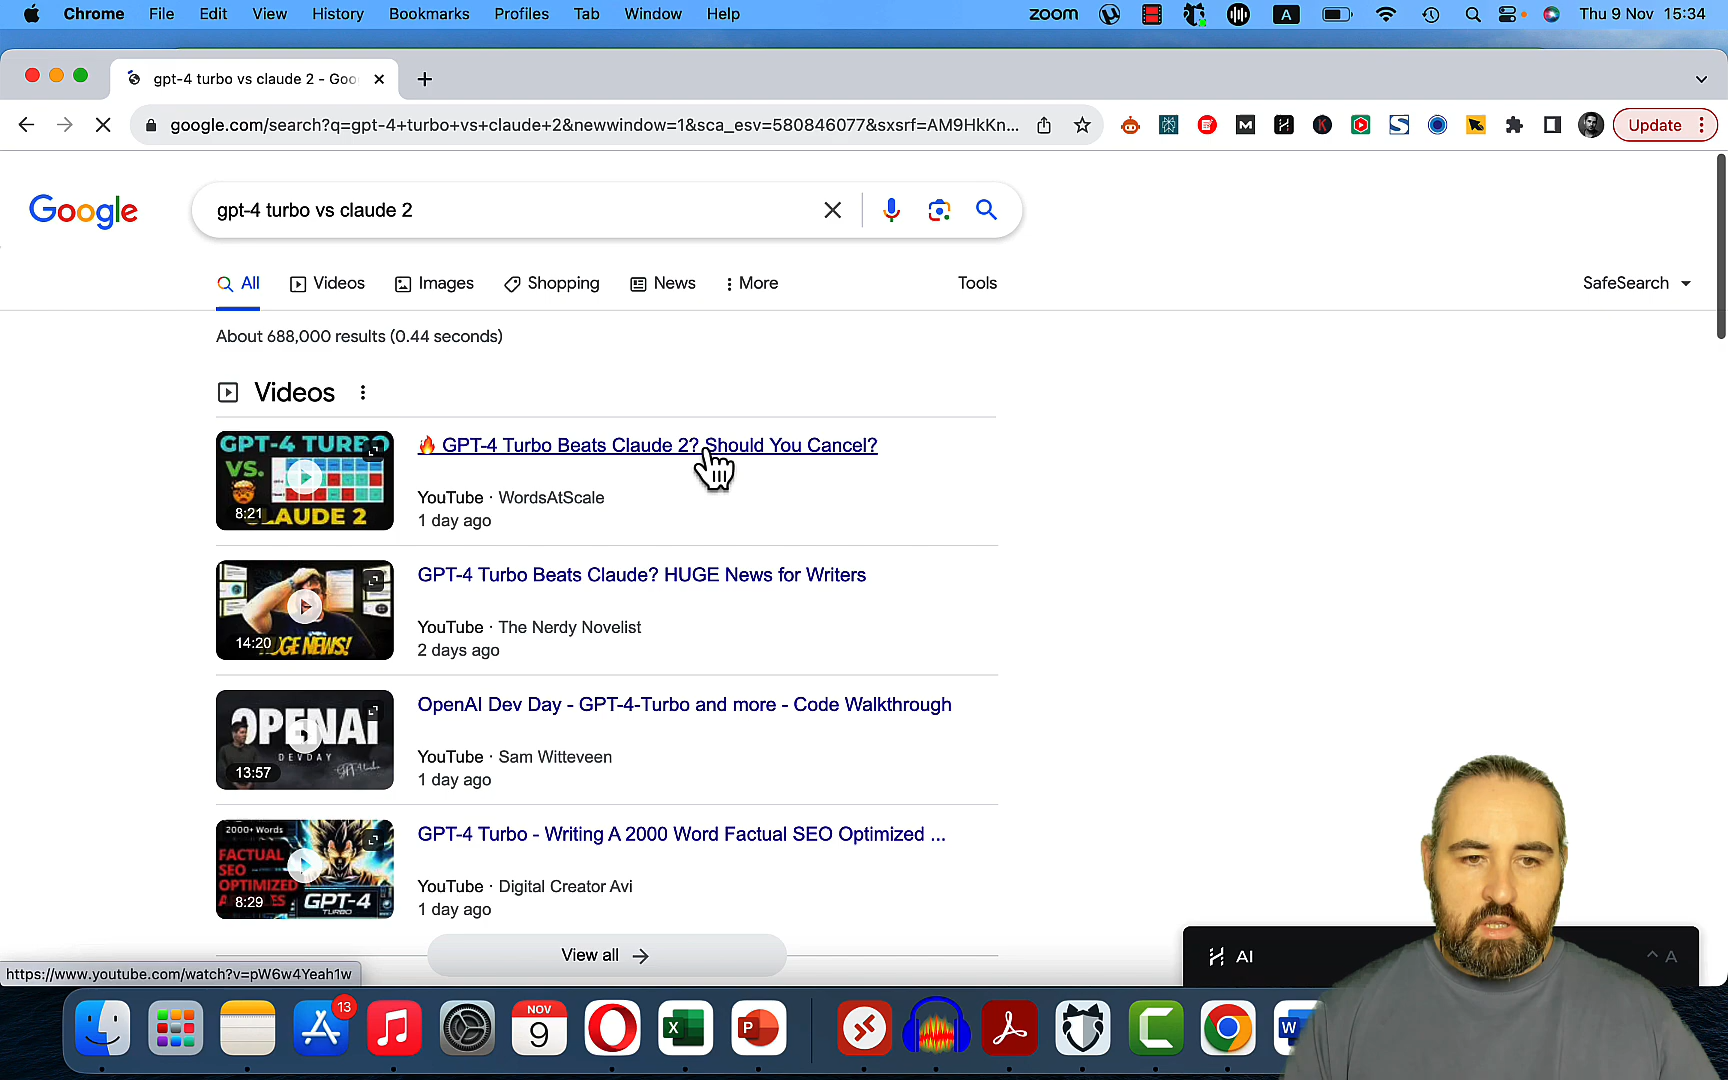 Chrome File Edit View History Bookmarks Profiles Tab Window Help
zoom A Thu 9 Nov 15:34
gpt-4 turbo vs claude 2 - Goo
google.com/search?q=gpt-4+turbo+vs+claude+2&newwindow=1&sca_esv=580846077&sxsrf=AM9HkKn...
Update
Google
gpt-4 turbo vs claude 2
All Videos Images Shopping News More Tools SafeSearch
About 688,000 results (0.44 seconds)
Videos
GPT-4 TURBO
VS.
CLAUDE 2
8:21
🔥 GPT-4 Turbo Beats Claude 2? Should You Cancel?
YouTube · WordsAtScale
1 day ago
HUGE NEWS!
14:20
GPT-4 Turbo Beats Claude? HUGE News for Writers
YouTube · The Nerdy Novelist
2 days ago
OPENAI
DEVDAY
13:57
OpenAI Dev Day - GPT-4-Turbo and more - Code Walkthrough
YouTube · Sam Witteveen
1 day ago
2000+ Words
FACTUAL
SEO
OPTIMIZED
GPT-4
TURBO
8:29
GPT-4 Turbo - Writing A 2000 Word Factual SEO Optimized ...
YouTube · Digital Creator Avi
1 day ago
View all
AI
^ A
https://www.youtube.com/watch?v=pW6w4Yeah1w
13
NOV
9
X
P
C
W